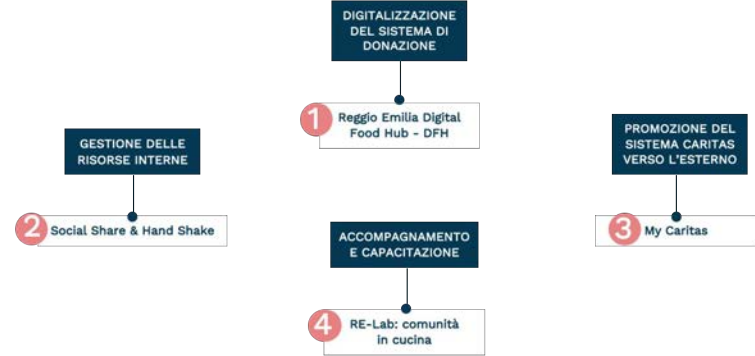 DIGITALIZZAZIONE
DEL SISTEMA DI
DONAZIONE
1
Reggio Emilia Digital
Food Hub - DFH
GESTIONE DELLE
RISORSE INTERNE
2
Social Share & Hand Shake
PROMOZIONE DEL
SISTEMA CARITAS
VERSO L'ESTERNO
3
My Caritas
ACCOMPAGNAMENTO
E CAPACITAZIONE
4
RE-Lab: comunità
in cucina